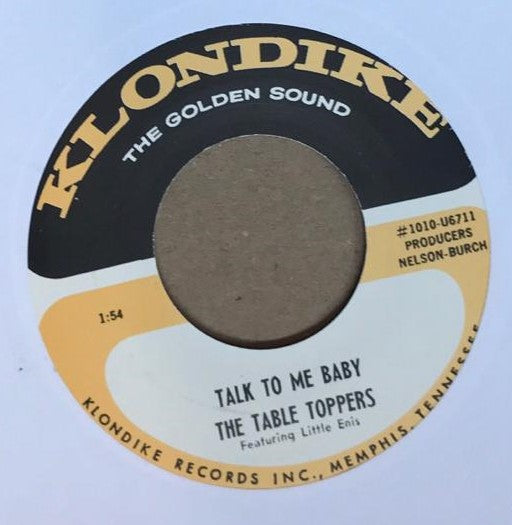 KLONDIKE
THE GOLDEN SOUND
#1010-U6711
PRODUCERS
NELSON-BURCH
1:54
TALK TO ME BABY
THE TABLE TOPPERS
Featuring Little Enis
KLONDIKE RECORDS INC., MEMPHIS, TENNESSEE